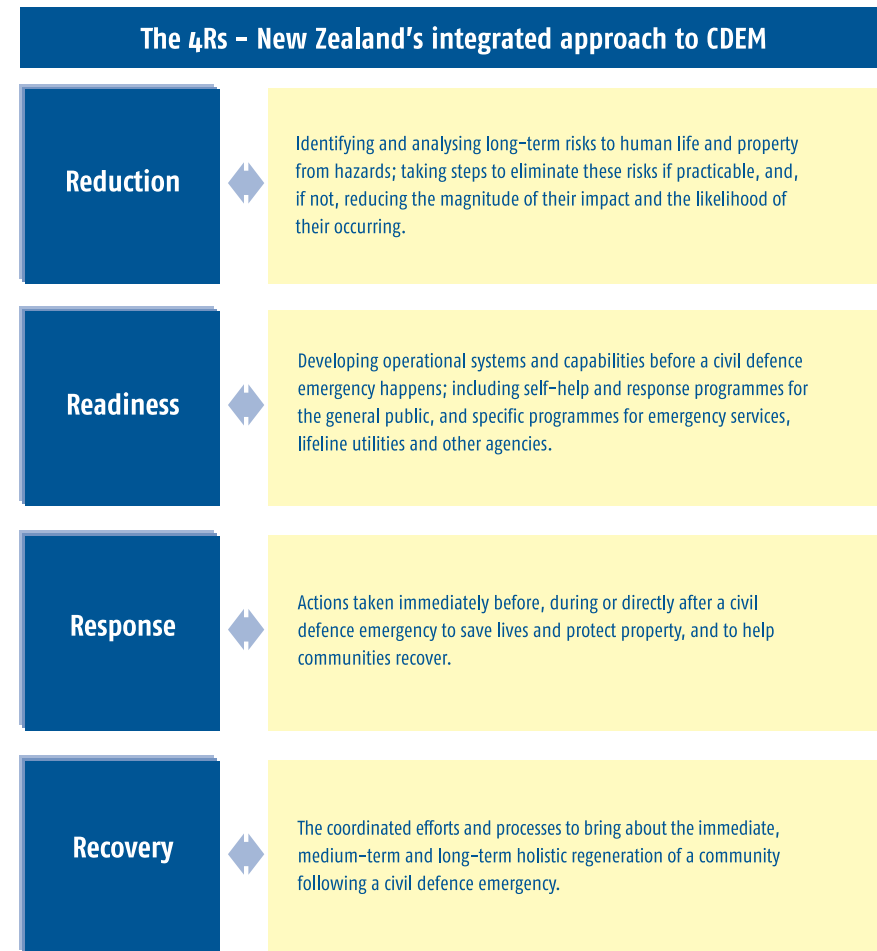 The 4Rs – New Zealand's integrated approach to CDEM
Reduction
Identifying and analysing long-term risks to human life and property
from hazards; taking steps to eliminate these risks if practicable, and,
if not, reducing the magnitude of their impact and the likelihood of
their occurring.
Readiness
Developing operational systems and capabilities before a civil defence
emergency happens; including self-help and response programmes for
the general public, and specific programmes for emergency services,
lifeline utilities and other agencies.
Response
Actions taken immediately before, during or directly after a civil
defence emergency to save lives and protect property, and to help
communities recover.
Recovery
The coordinated efforts and processes to bring about the immediate,
medium-term and long-term holistic regeneration of a community
following a civil defence emergency.